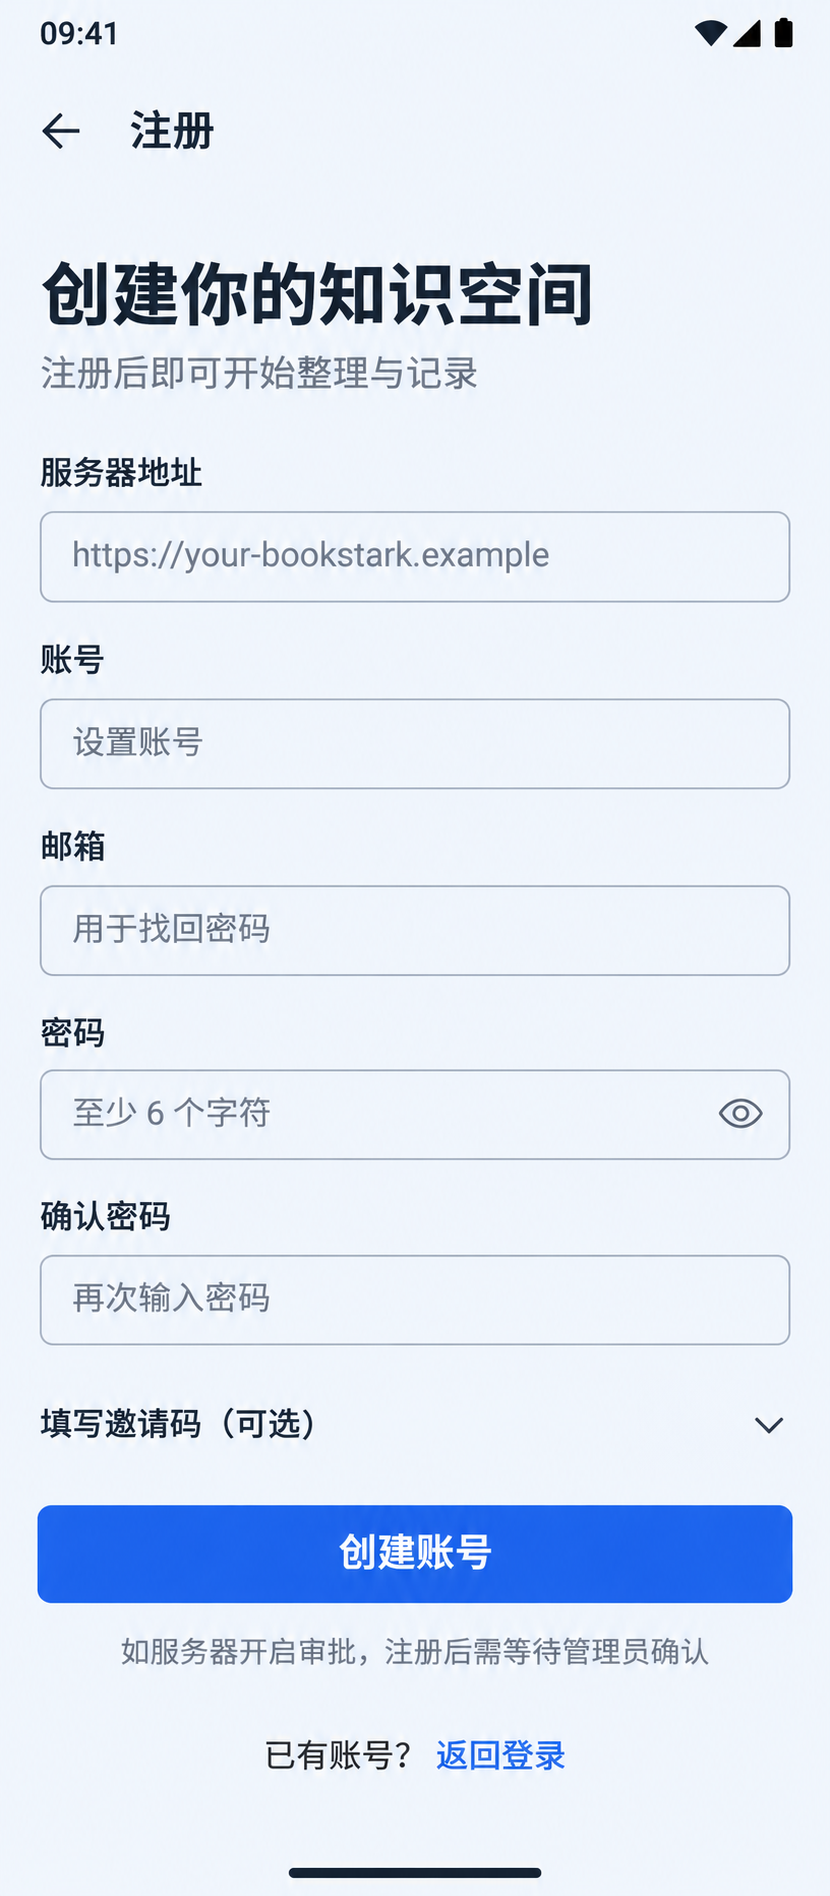 09:41
注册
创建你的知识空间
注册后即可开始整理与记录
服务器地址
https://your-bookstark.example
账号
设置账号
邮箱
用于找回密码
密码
至少 6 个字符
确认密码
再次输入密码
填写邀请码（可选）
创建账号
如服务器开启审批，注册后需等待管理员确认
已有账号？ 返回登录